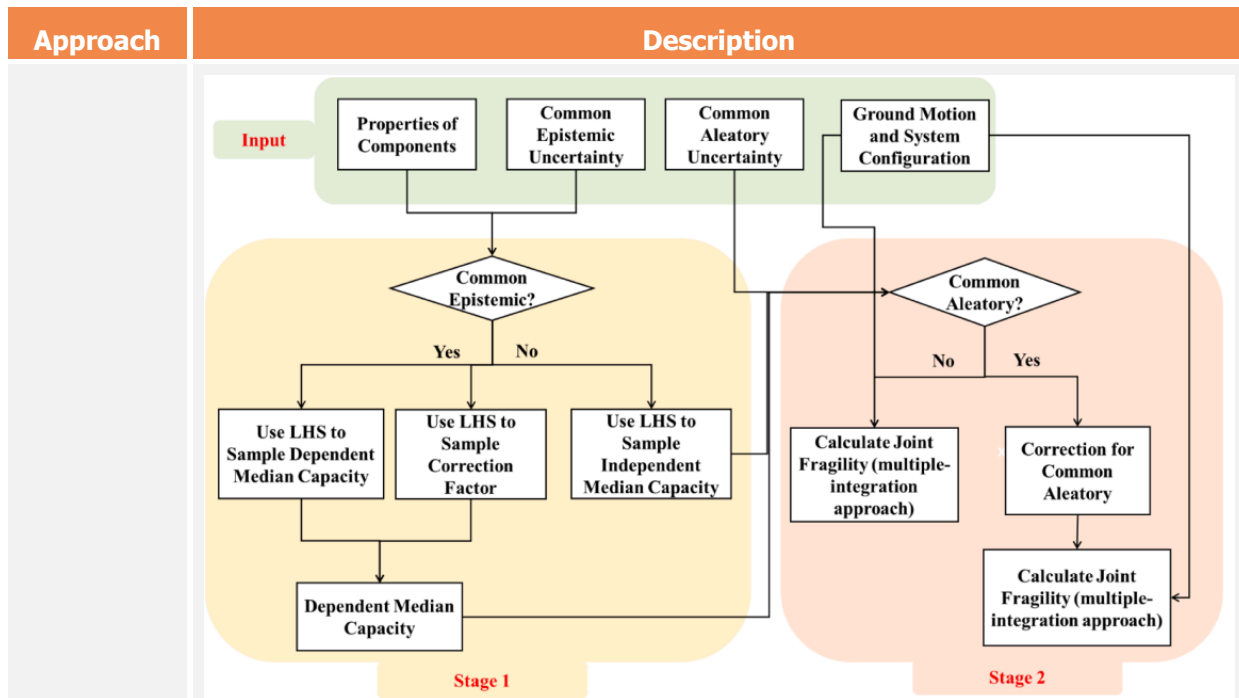 Approach
Description
Input
Properties of
Components
Common
Epistemic
Uncertainty
Common
Aleatory
Uncertainty
Ground Motion
and System
Configuration
Common
Epistemic?
Yes
No
Use LHS to
Sample Dependent
Median Capacity
Use LHS to
Sample
Correction
Factor
Use LHS to
Sample
Independent
Median Capacity
Dependent Median
Capacity
Stage 1
Common
Aleatory?
No
Yes
Calculate Joint
Fragility (multiple-
integration
approach)
Correction for
Common
Aleatory
Calculate Joint
Fragility (multiple-
integration approach)
Stage 2